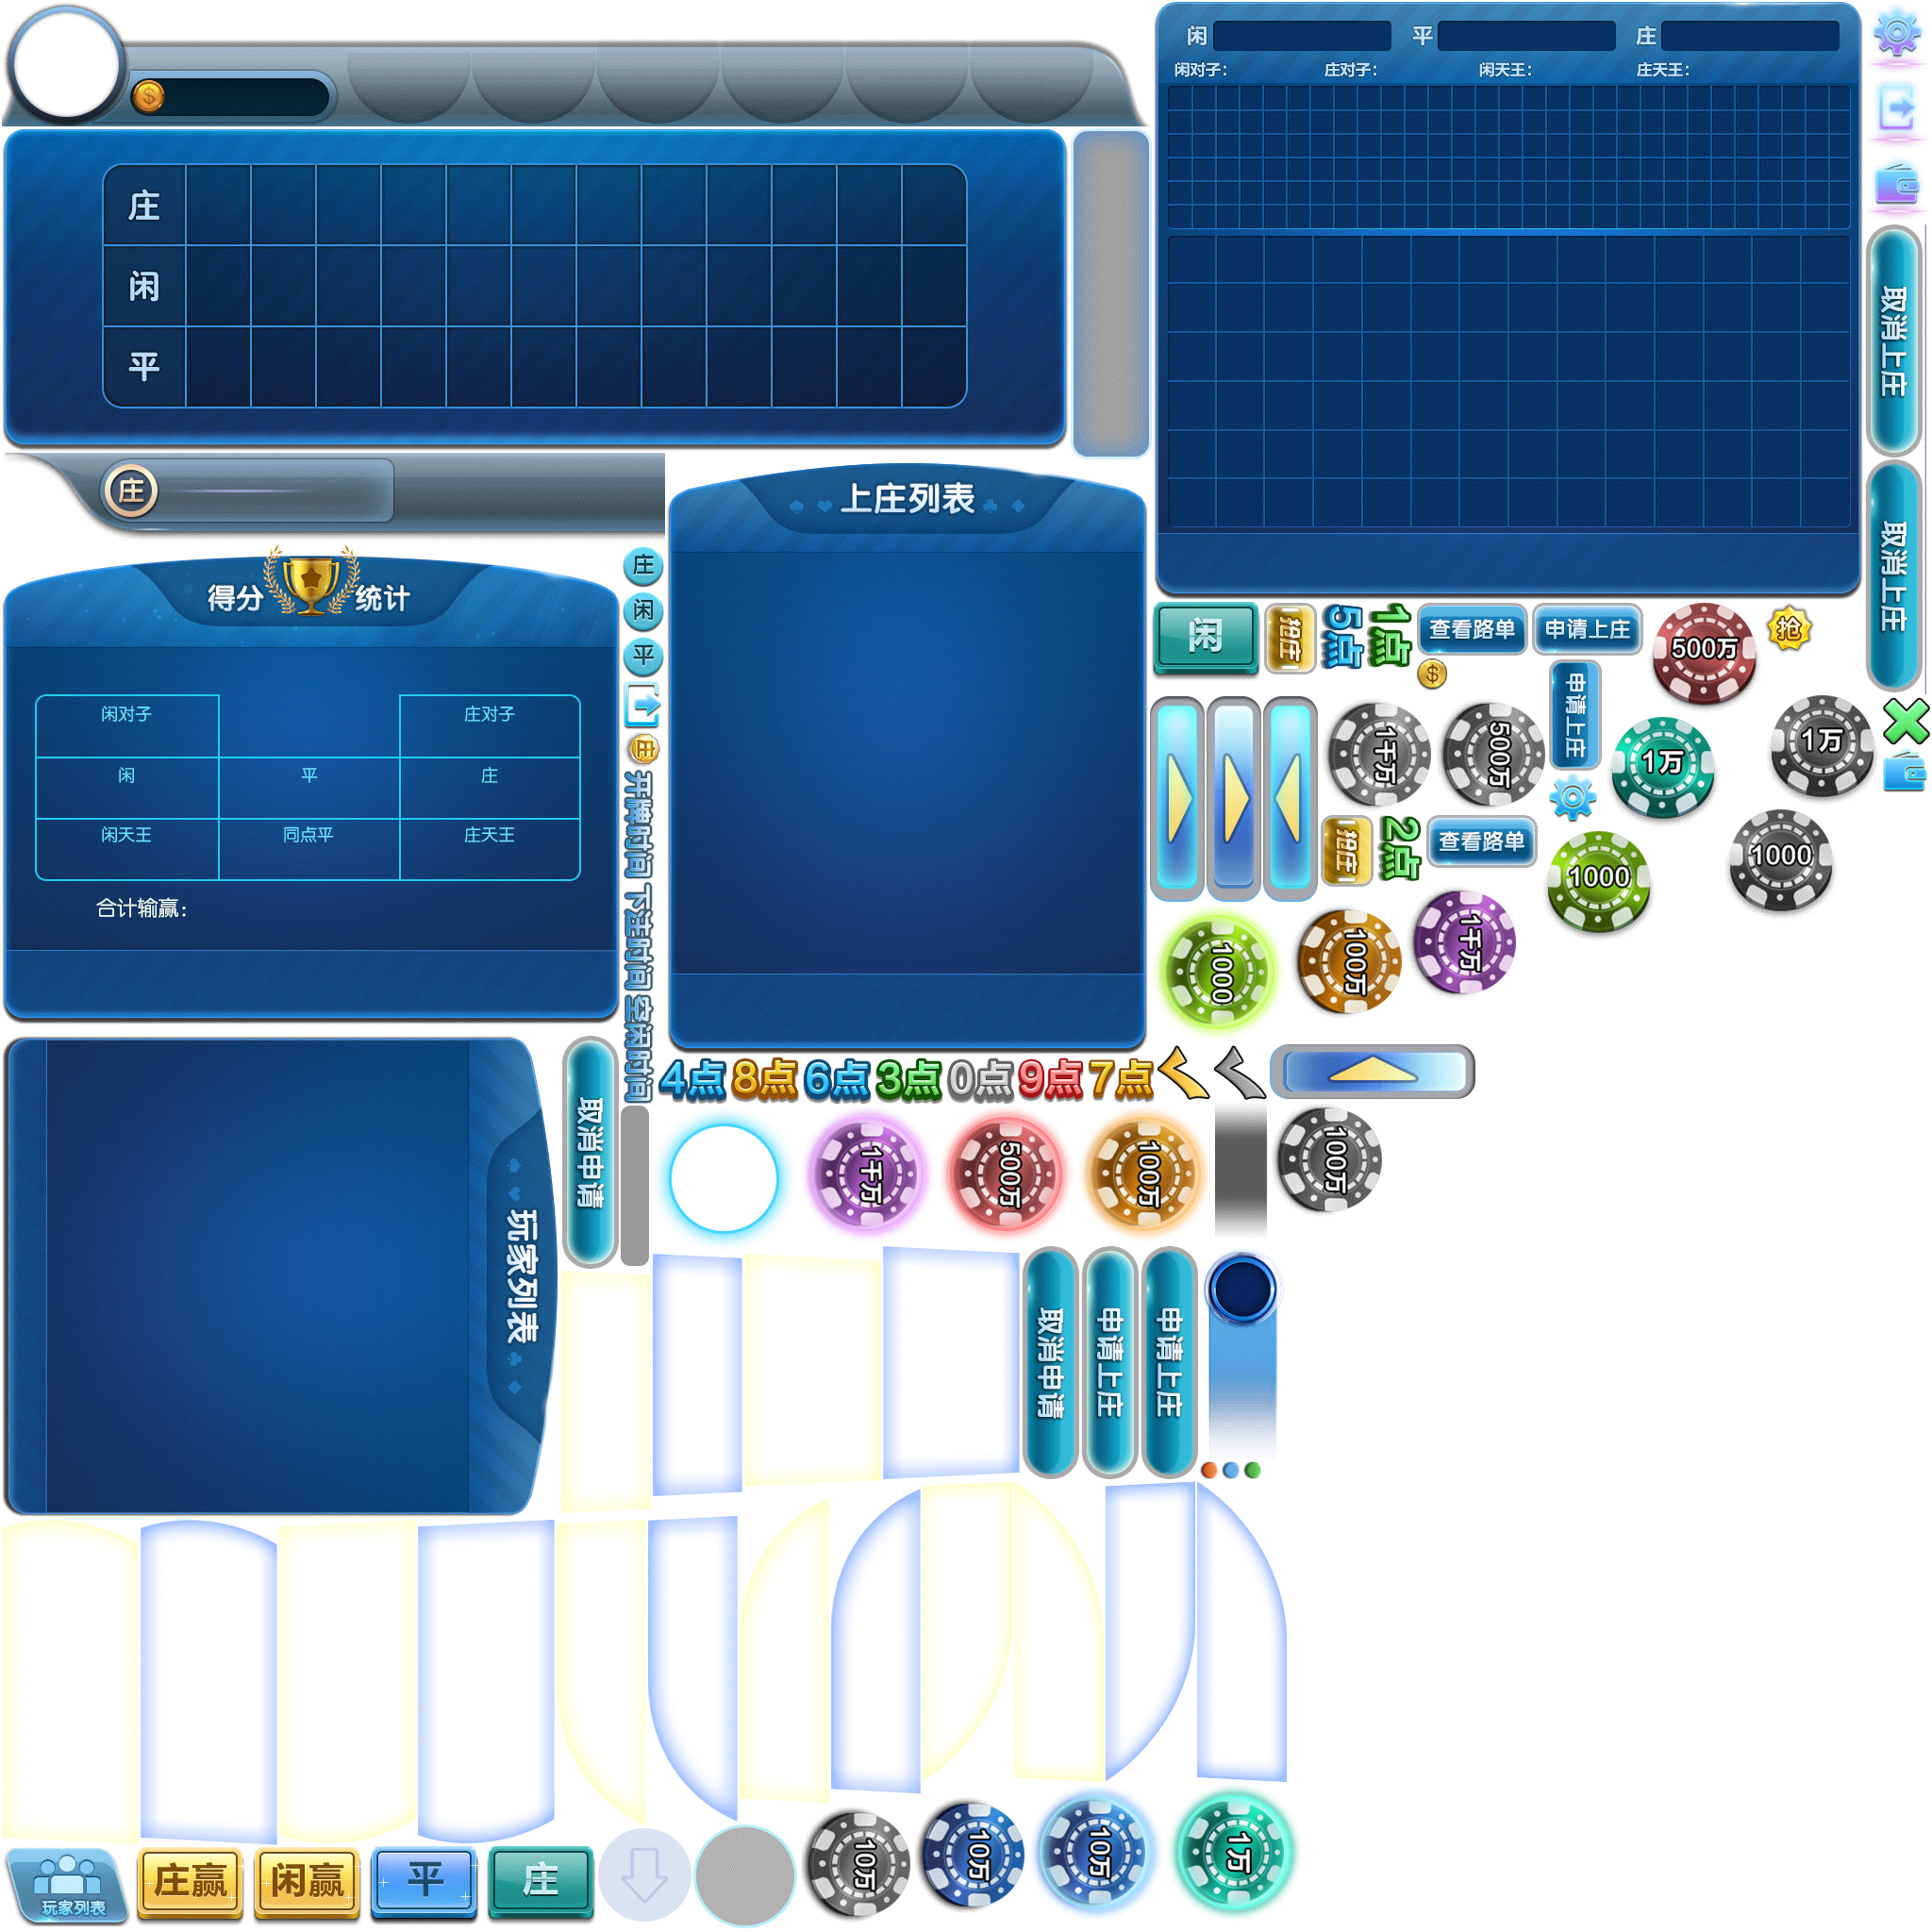 闲 平 庄
闲对子: 庄对子: 闲天王: 庄天王:
庄
闲
平
取消上庄
庄
上庄列表
取消上庄
得分 统计
庄
闲
平
闲对子 庄对子
闲 平 庄
闲天王 同点平 庄天王
合计输赢:
庄
开牌时间
下注时间
空闲时间
闲
抢庄
5点
1点
查看路单
申请上庄
500万
抢
$
申请上庄
1千万
500万
1万
1万
抢庄
2点
查看路单
1000
1000
1000
100万
1千万
4点 8点 6点 3点 0点 9点 7点
取消申请
玩家列表
1千万
500万
100万
100万
取消申请
申请上庄
申请上庄
玩家列表
庄赢
闲赢
平
庄
10万
10万
10万
1万